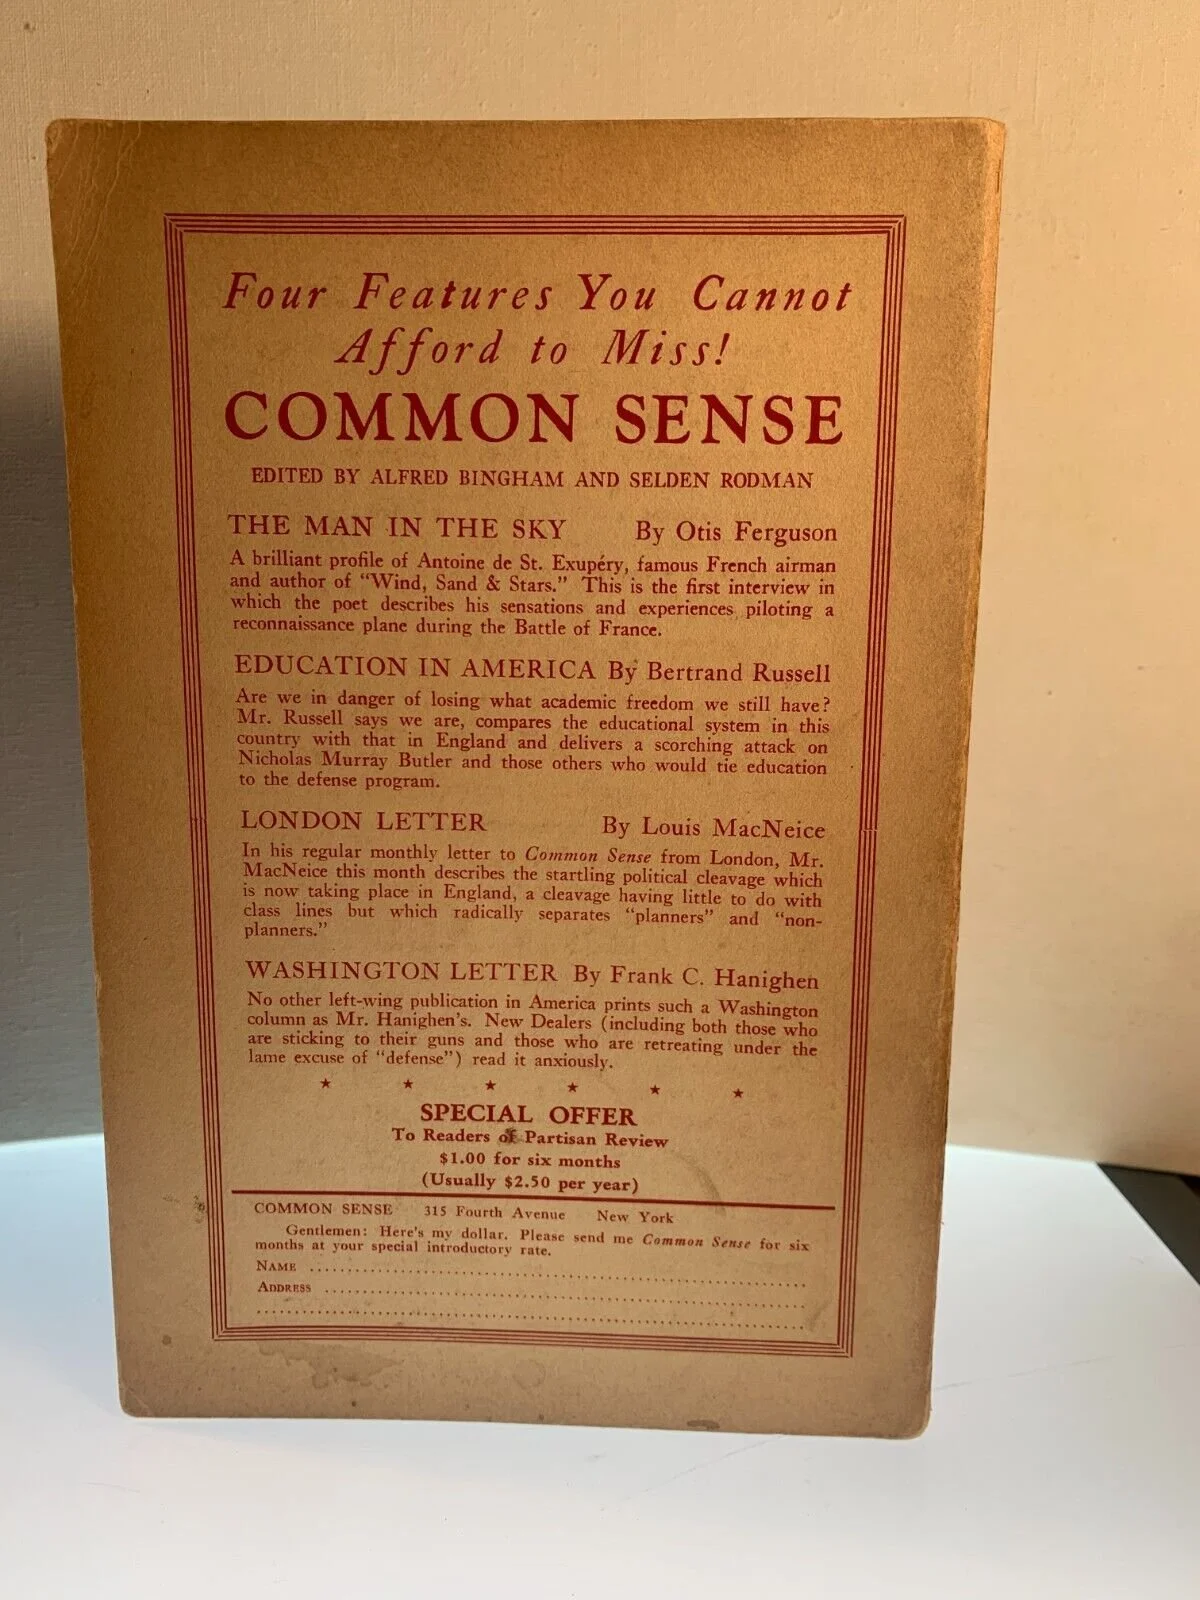 Four Features You Cannot
Afford to Miss!
COMMON SENSE
EDITED BY ALFRED BINGHAM AND SELDEN RODMAN
THE MAN IN THE SKY By Otis Ferguson
A brilliant profile of Antoine de St. Exupéry, famous French airman
and author of "Wind, Sand & Stars." This is the first interview in
which the poet describes his sensations and experiences piloting a
reconnaissance plane during the Battle of France.
EDUCATION IN AMERICA By Bertrand Russell
Are we in danger of losing what academic freedom we still have?
Mr. Russell says we are, compares the educational system in this
country with that in England and delivers a scorching attack on
Nicholas Murray Butler and those others who would tie education
to the defense program.
LONDON LETTER By Louis MacNeice
In his regular monthly letter to Common Sense from London, Mr.
MacNeice this month describes the startling political cleavage which
is now taking place in England, a cleavage having little to do with
class lines but which radically separates "planners" and "non-
planners."
WASHINGTON LETTER By Frank C. Hanighen
No other left-wing publication in America prints such a Washington
column as Mr. Hanighen's. New Dealers (including both those who
are sticking to their guns and those who are retreating under the
lame excuse of "defense") read it anxiously.
★ ★ ★ ★ ★ ★
SPECIAL OFFER
To Readers of Partisan Review
$1.00 for six months
(Usually $2.50 per year)
COMMON SENSE 315 Fourth Avenue New York
Gentlemen: Here's my dollar. Please send me Common Sense for six
months at your special introductory rate.
NAME
ADDRESS